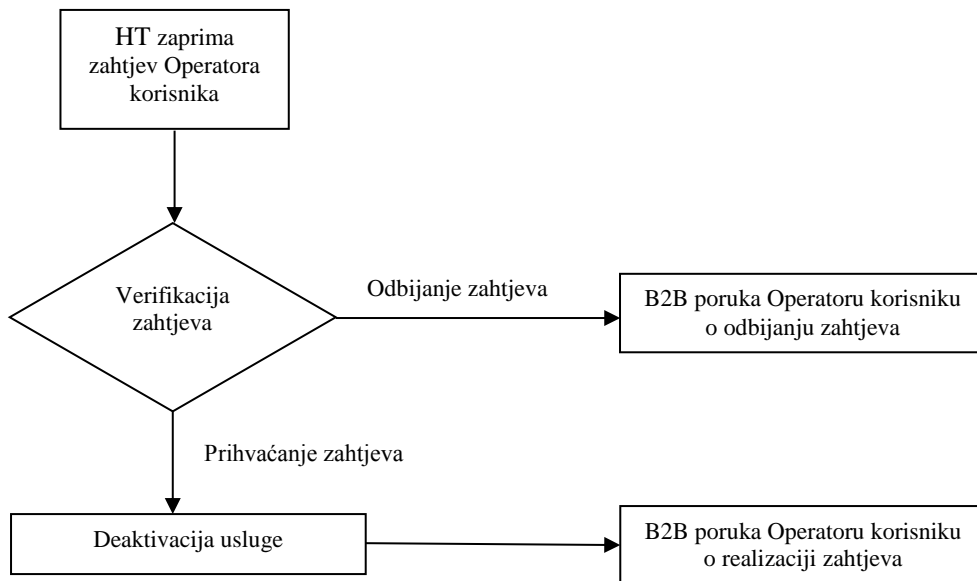 HT zaprima
zahtjev Operatora
korisnika
Verifikacija
zahtjeva
Odbijanje zahtjeva
B2B poruka Operatoru korisniku
o odbijanju zahtjeva
Prihvaćanje zahtjeva
Deaktivacija usluge
B2B poruka Operatoru korisniku
o realizaciji zahtjeva